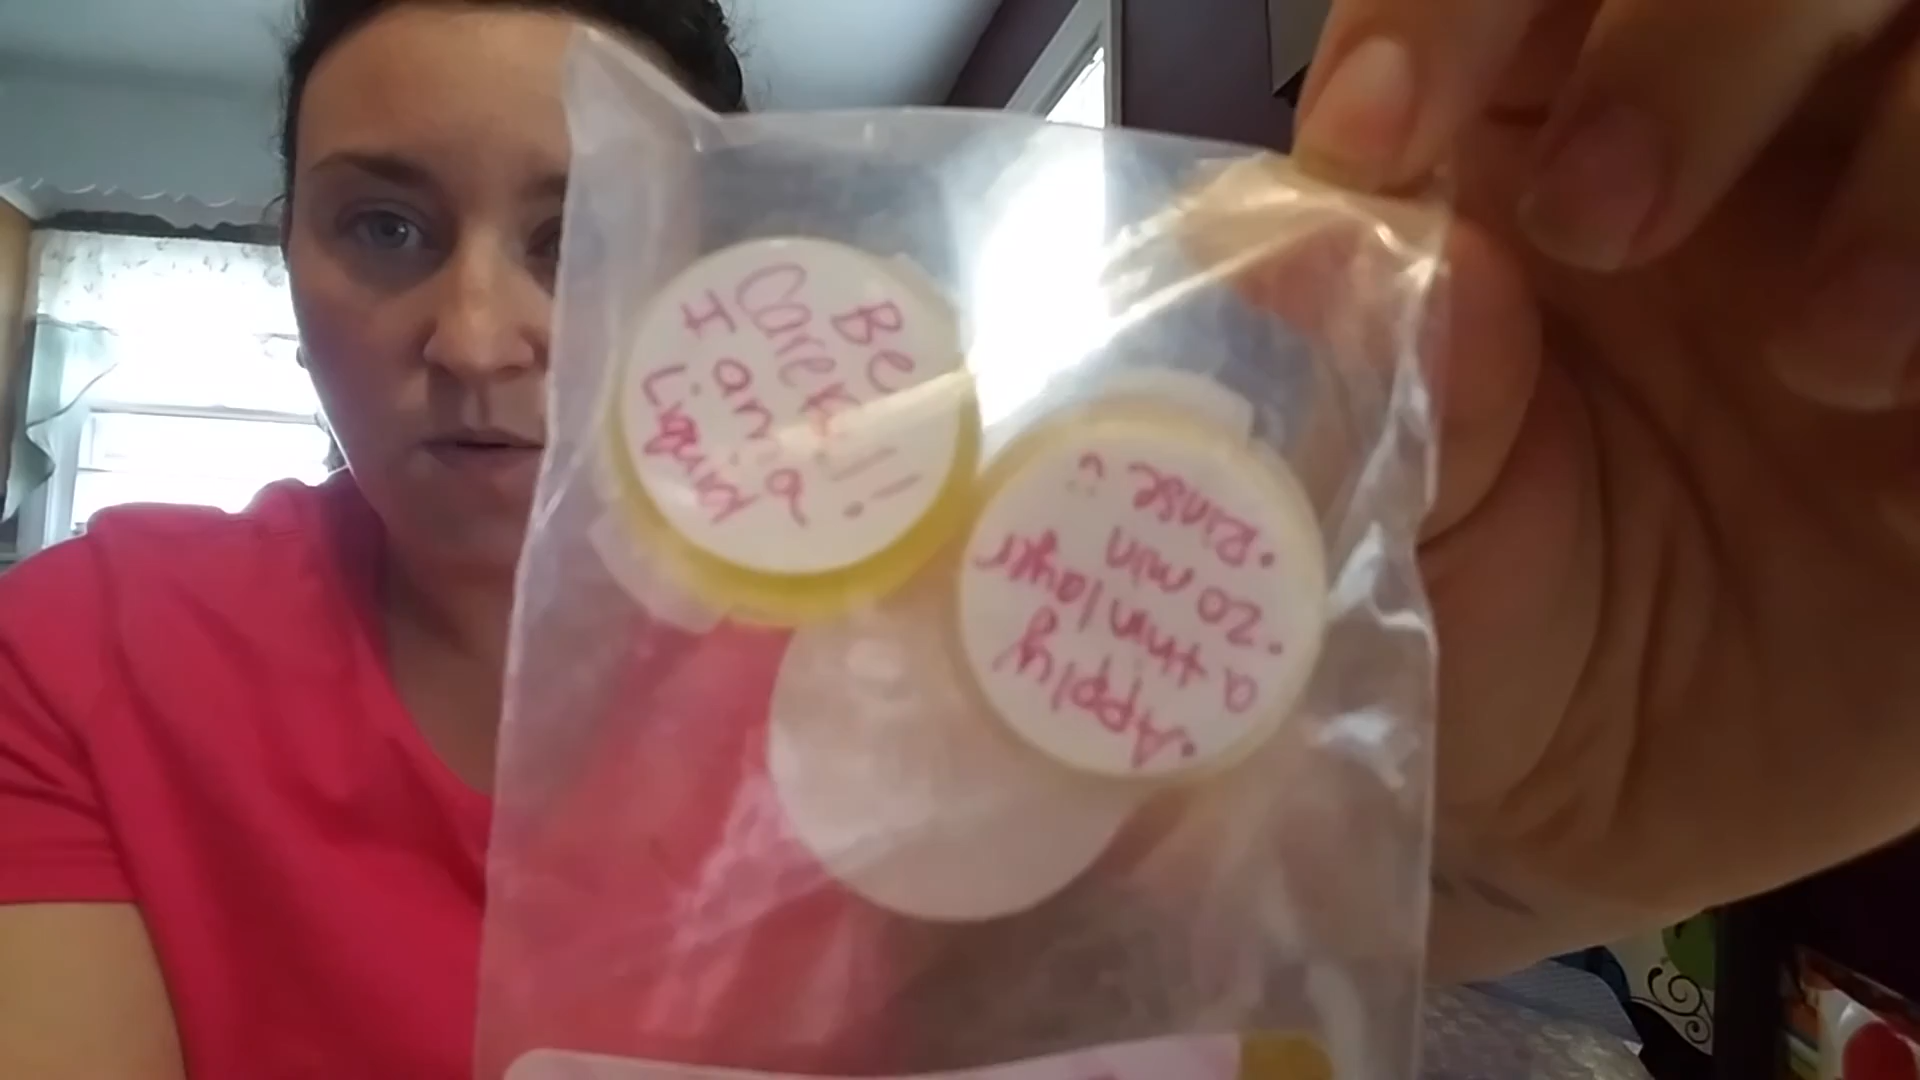 Be
Careful!!
I am a
Liquid
• Apply
a thin layer
• 20 min
• Rinse